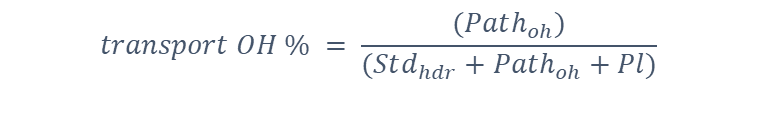 transport OH % = (Path_oh) / (Std_hdr + Path_oh + Pl)